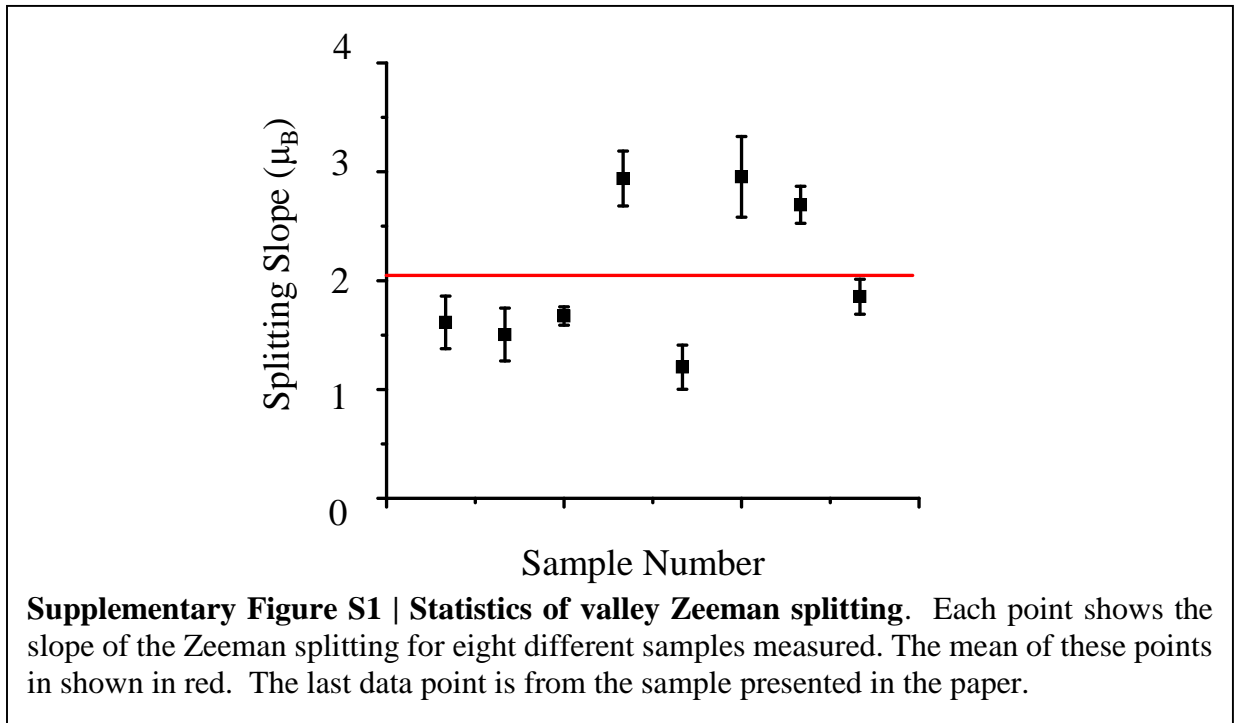 4
3
2
1
0
Splitting Slope (μB)
Sample Number
Supplementary Figure S1 | Statistics of valley Zeeman splitting. Each point shows the
slope of the Zeeman splitting for eight different samples measured. The mean of these points
in shown in red. The last data point is from the sample presented in the paper.